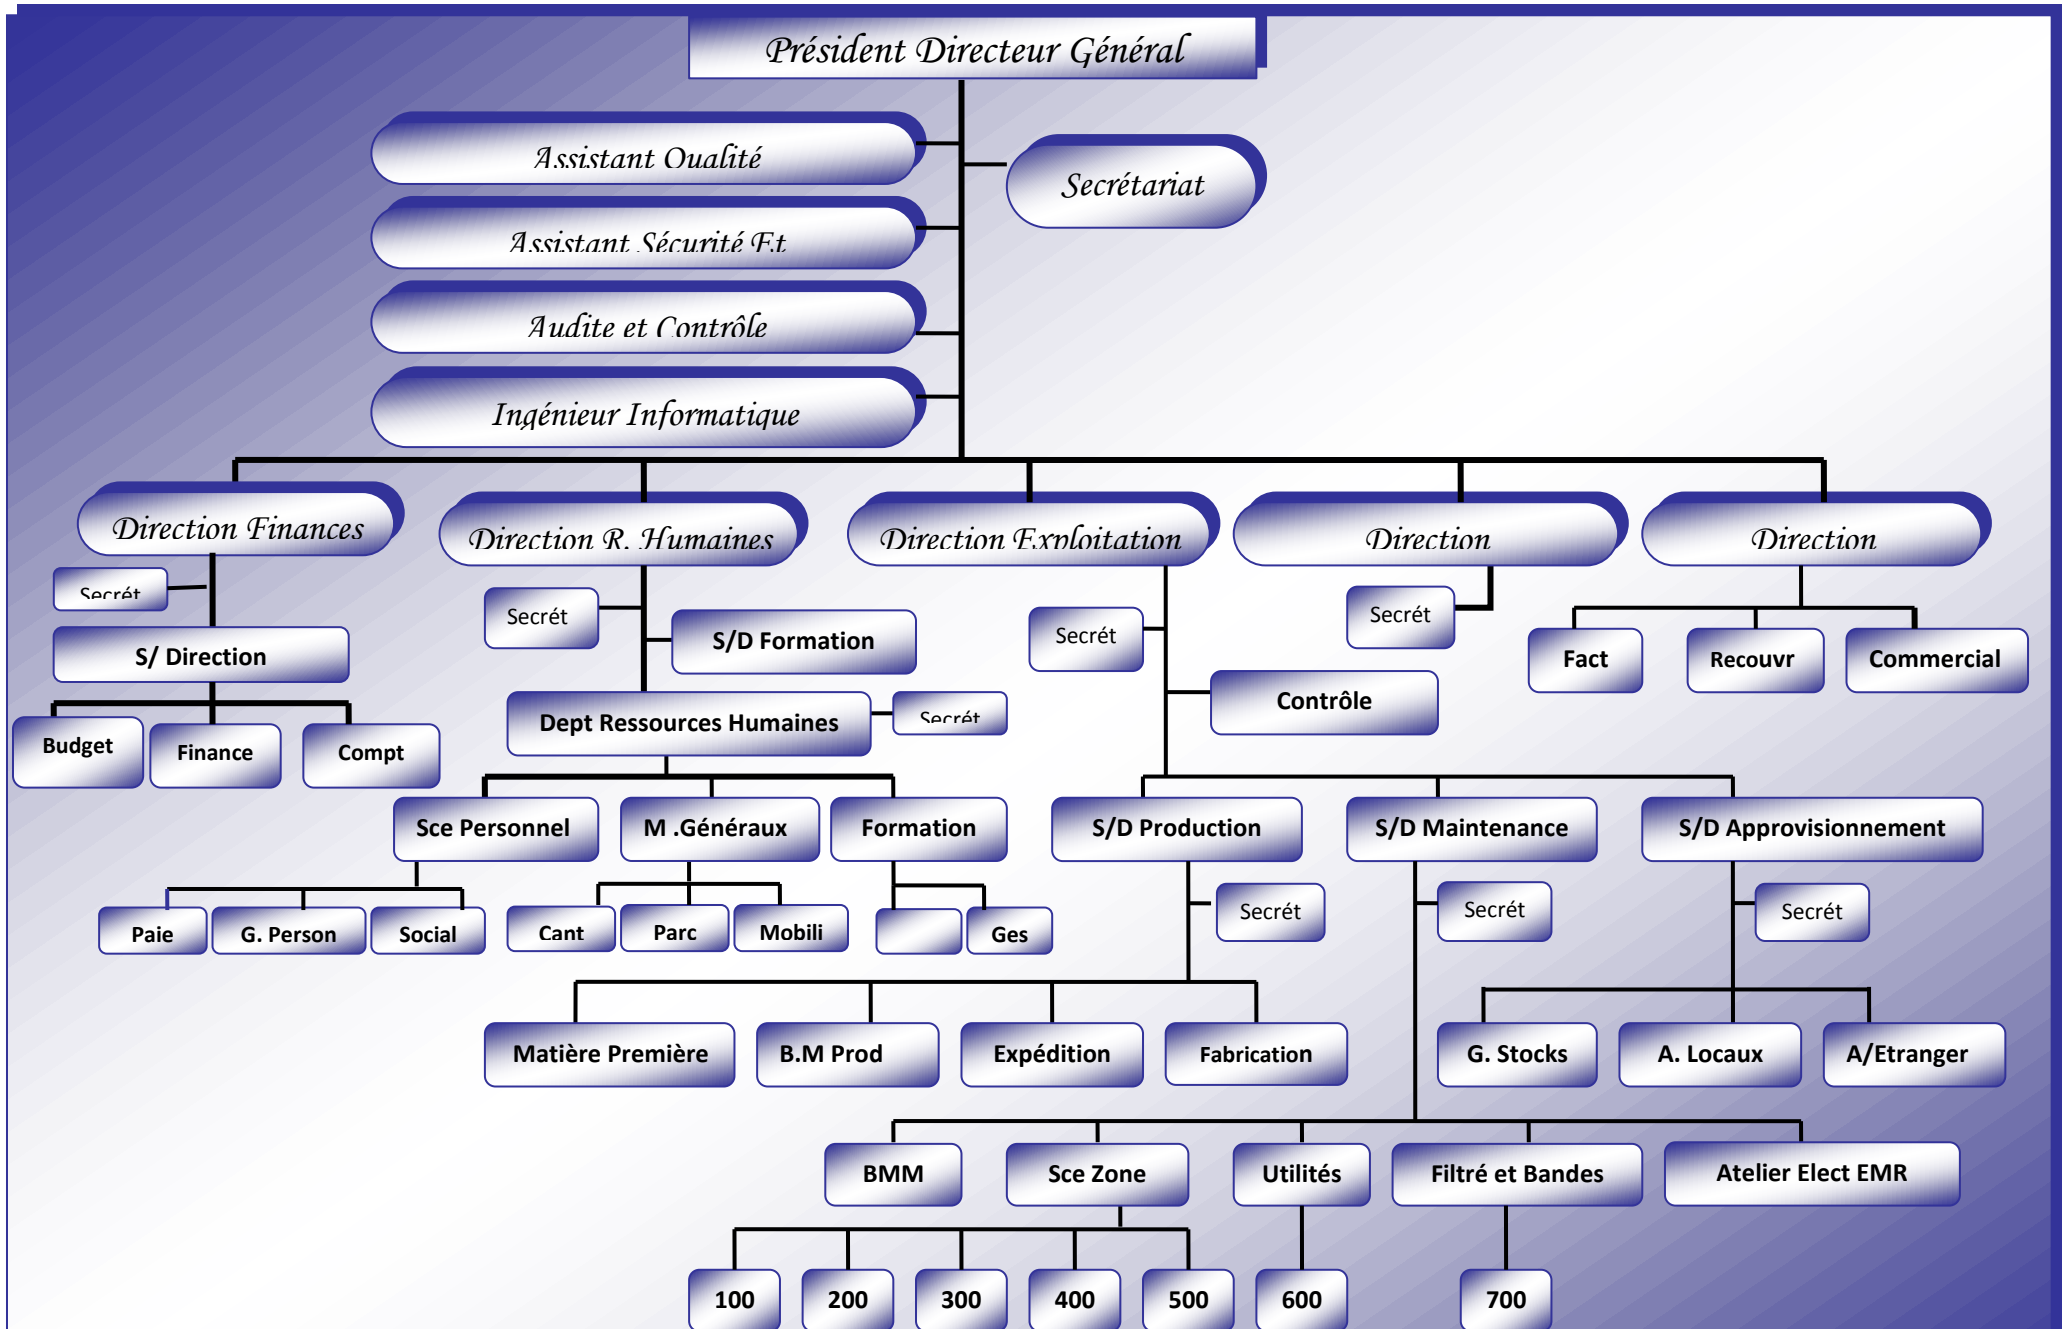 Président Directeur Général
Assistant Qualité
Secrétariat
Assistant Sécurité Et
Audite et Contrôle
Ingénieur Informatique
Direction Finances
Direction R. Humaines
Direction Exploitation
Direction
Direction
Secrét
Secrét
Secrét
Secrét
S/D Formation
S/ Direction
Fact
Recouvr
Commercial
Contrôle
Dept Ressources Humaines
Secrét
Budget
Finance
Compt
Sce Personnel
M .Généraux
Formation
S/D Production
S/D Maintenance
S/D Approvisionnement
Secrét
Secrét
Secrét
Paie
G. Person
Social
Cant
Parc
Mobili
Ges
Matière Première
B.M Prod
Expédition
Fabrication
G. Stocks
A. Locaux
A/Etranger
BMM
Sce Zone
Utilités
Filtré et Bandes
Atelier Elect EMR
100
200
300
400
500
600
700